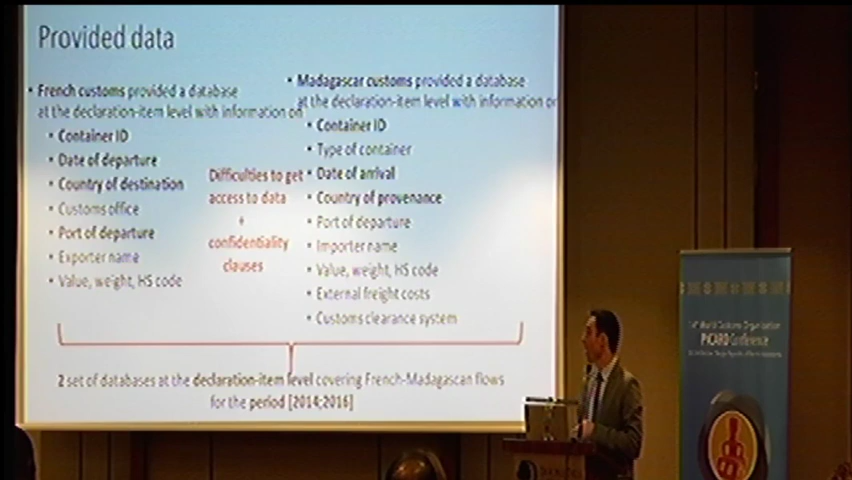 Provided data
• French customs provided a database
at the declaration-item level with information on
• Container ID
• Date of departure
• Country of destination
• Customs office
• Port of departure
• Exporter name
• Value, weight, HS code
Difficulties to get
access to data
+
confidentiality
clauses
• Madagascar customs provided a database
at the declaration-item level with information on
• Container ID
• Type of container
• Date of arrival
• Country of provenance
• Port of departure
• Importer name
• Value, weight, HS code
• External freight costs
• Customs clearance system
2 set of databases at the declaration-item level covering French-Madagascan flows
for the period [2014;2016]
World Customs Organization
PICARD Conference